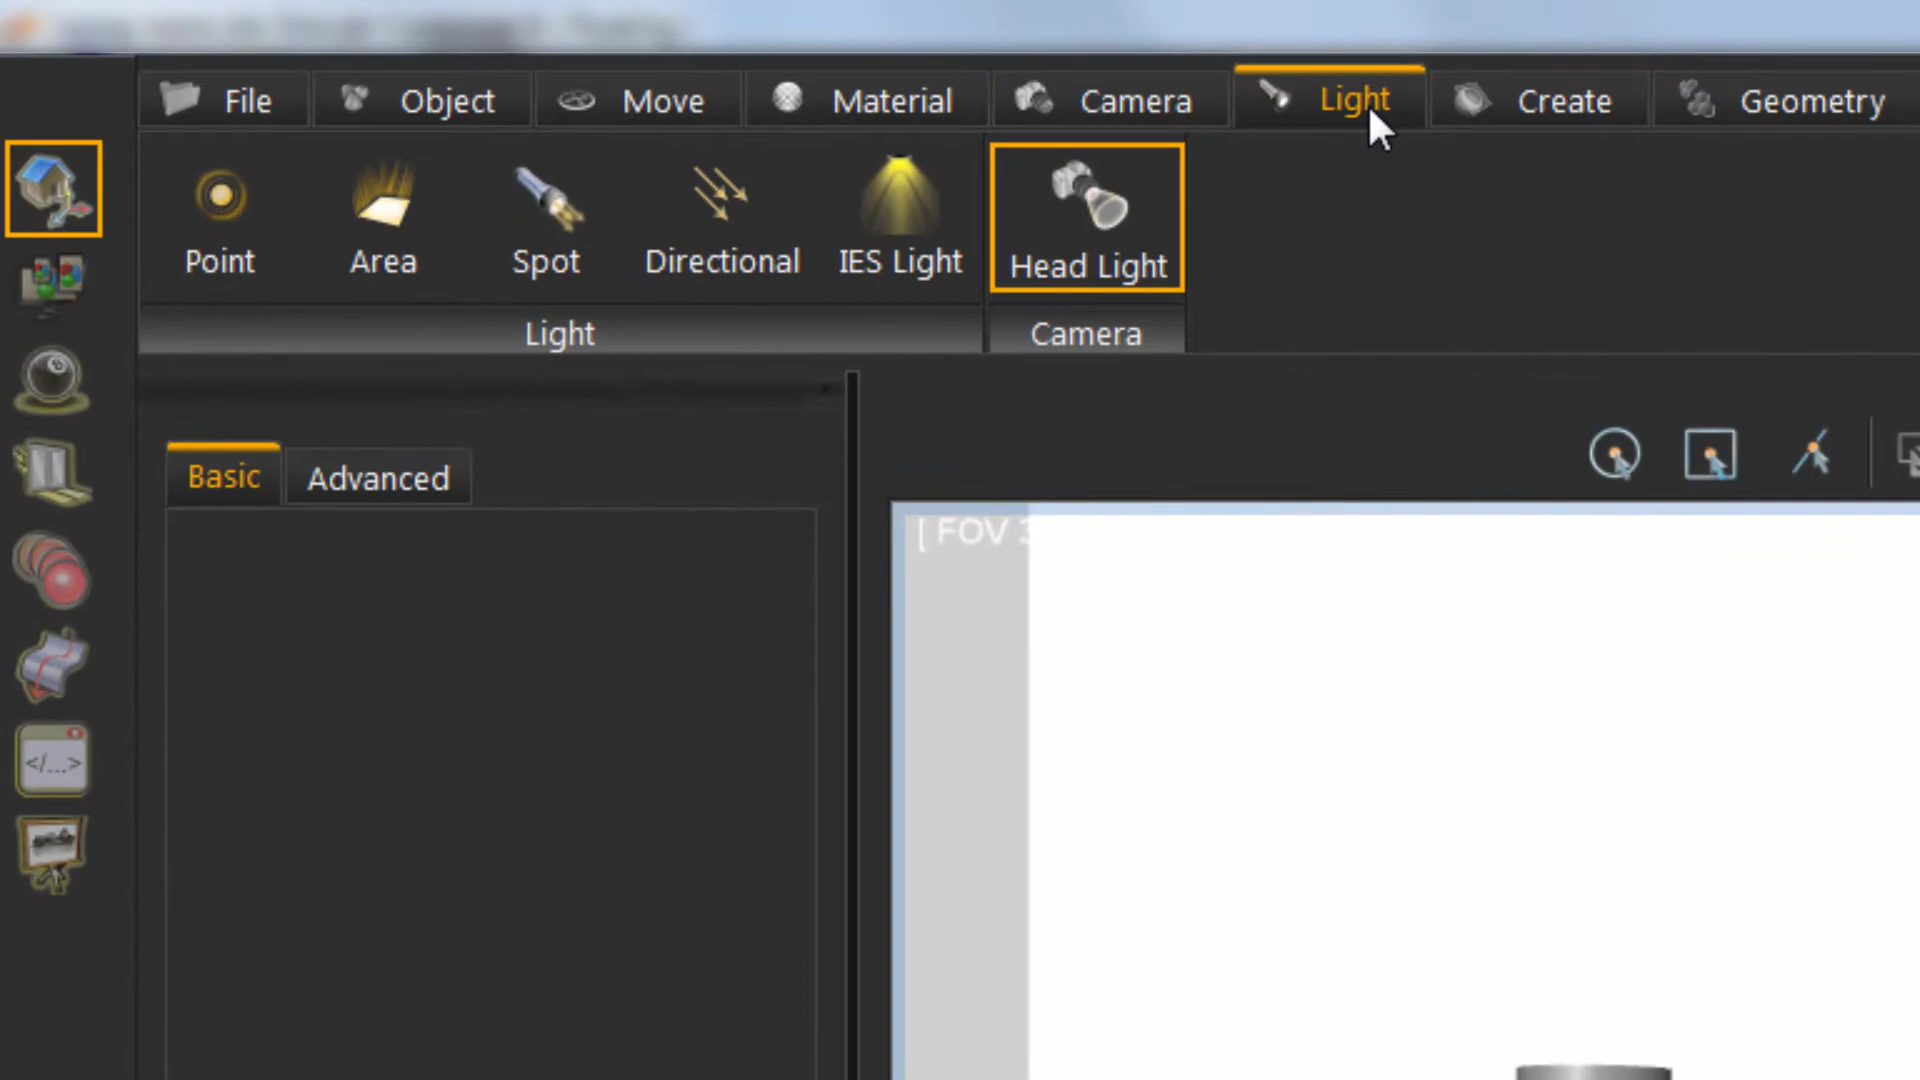 File Object Move Material Camera Light Create Geometry
Point Area Spot Directional IES Light Head Light
Light Camera
Basic Advanced
[ FOV 3
</...>